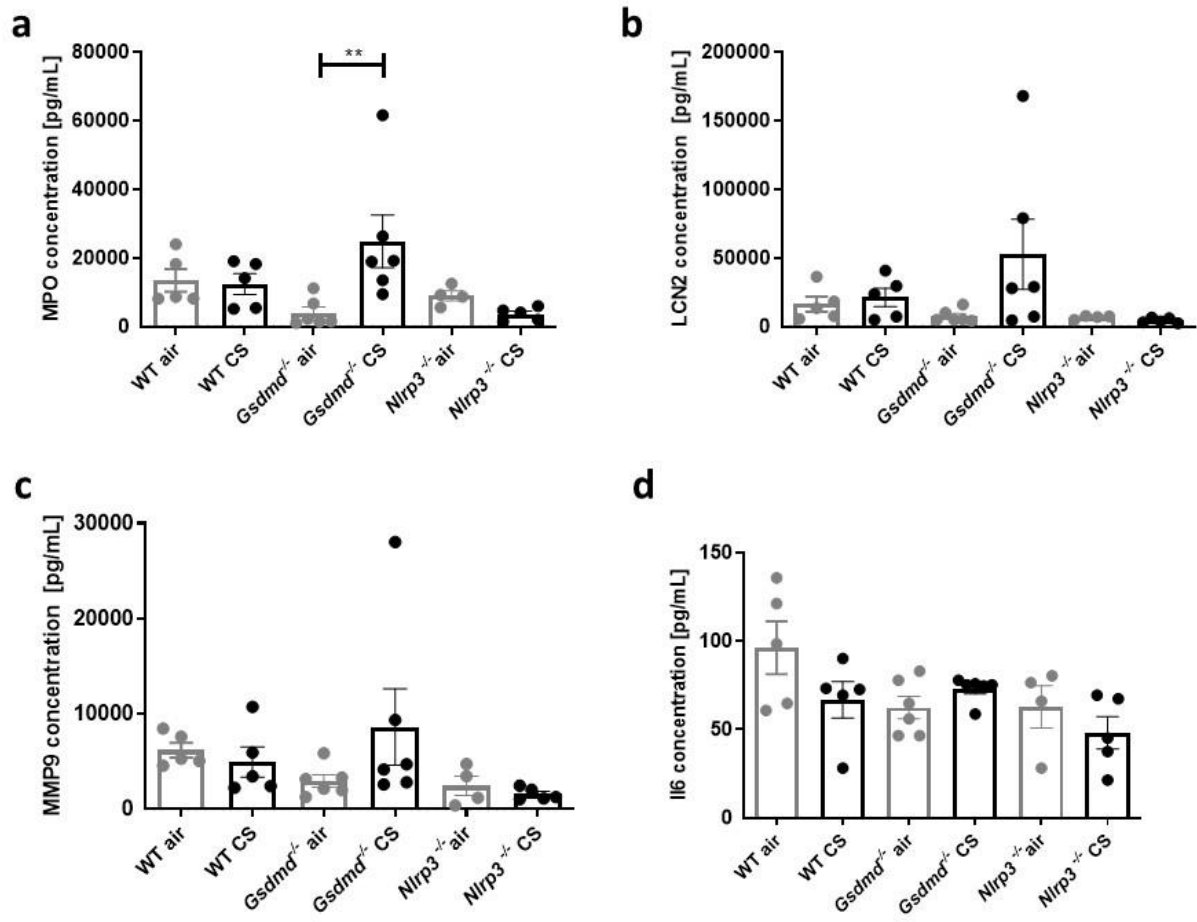 a
MPO concentration [pg/mL]
80000
60000
40000
20000
0
**
WT air
WT CS
Gsdmd-/- air
Gsdmd-/- CS
Nlrp3 -/- air
Nlrp3 -/- CS
b
LCN2 concentration [pg/mL]
200000
150000
100000
50000
0
WT air
WT CS
Gsdmd-/- air
Gsdmd-/- CS
Nlrp3 -/- air
Nlrp3 -/- CS
c
MMP9 concentration [pg/mL]
30000
20000
10000
0
WT air
WT CS
Gsdmd-/- air
Gsdmd-/- CS
Nlrp3 -/- air
Nlrp3 -/- CS
d
Il6 concentration [pg/mL]
150
100
50
0
WT air
WT CS
Gsdmd-/- air
Gsdmd-/- CS
Nlrp3 -/- air
Nlrp3 -/- CS